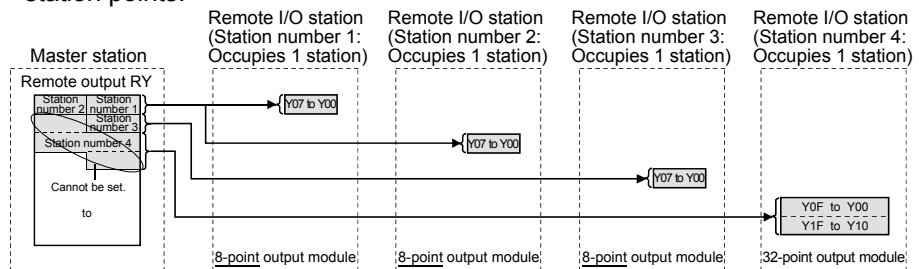 station points.
Remote I/O station
(Station number 1:
Occupies 1 station)
Remote I/O station
(Station number 2:
Occupies 1 station)
Remote I/O station
(Station number 3:
Occupies 1 station)
Remote I/O station
(Station number 4:
Occupies 1 station)
Master station
Remote output RY
Station number 2
Station number 1
Station number 3
Station number 4
Cannot be set.
to
Y07 to Y00
Y07 to Y00
Y07 to Y00
Y0F to Y00
Y1F to Y10
8-point output module
8-point output module
8-point output module
32-point output module